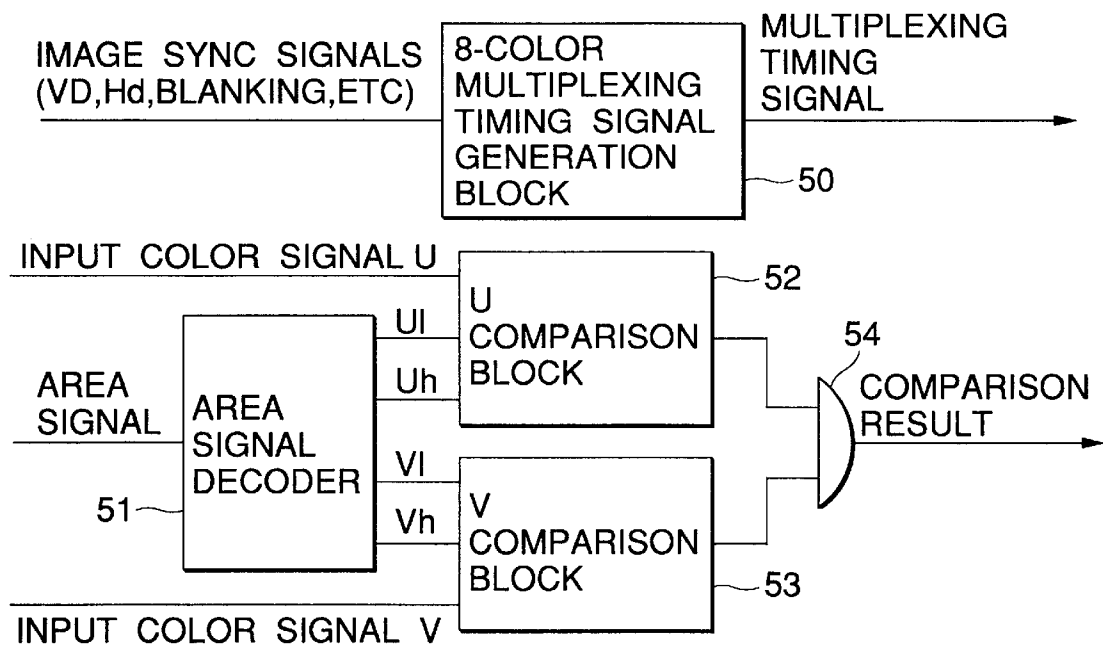 IMAGE SYNC SIGNALS
(VD,Hd,BLANKING,ETC)
8-COLOR
MULTIPLEXING
TIMING SIGNAL
GENERATION
BLOCK
MULTIPLEXING
TIMING
SIGNAL
50
INPUT COLOR SIGNAL U
52
U
COMPARISON
BLOCK
Ul
Uh
54
AREA
SIGNAL
AREA
SIGNAL
DECODER
51
COMPARISON
RESULT
Vl
Vh
V
COMPARISON
BLOCK
53
INPUT COLOR SIGNAL V